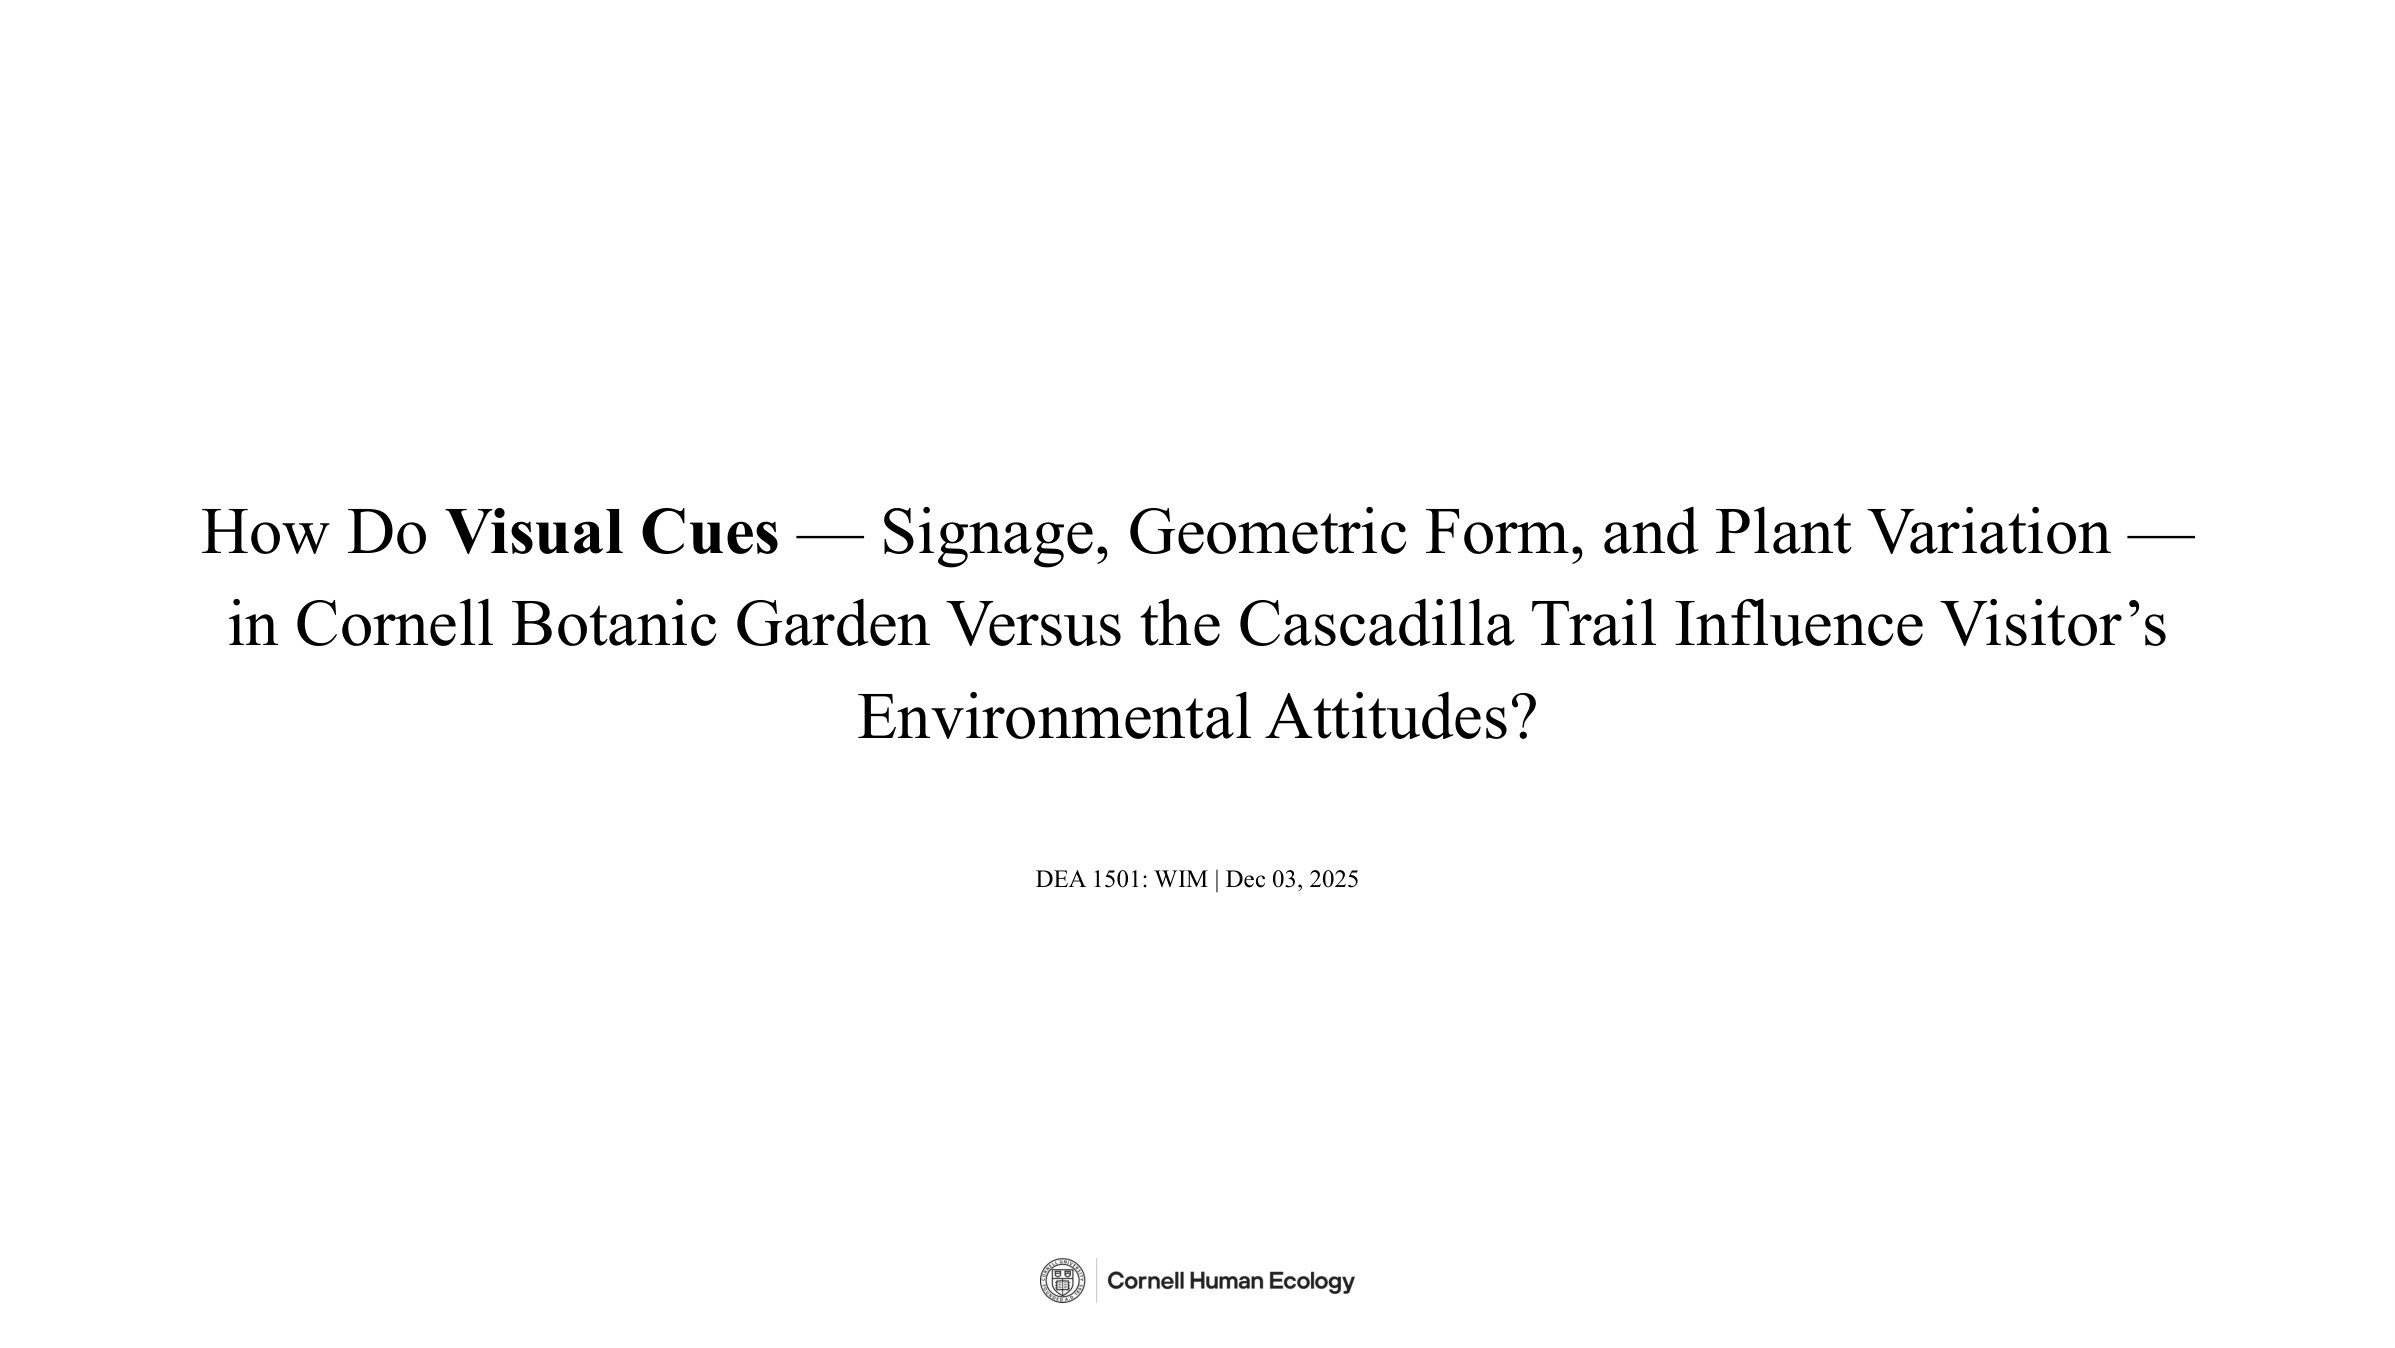 How Do Visual Cues — Signage, Geometric Form, and Plant Variation —
in Cornell Botanic Garden Versus the Cascadilla Trail Influence Visitor’s
Environmental Attitudes?
DEA 1501: WIM | Dec 03, 2025
Cornell Human Ecology